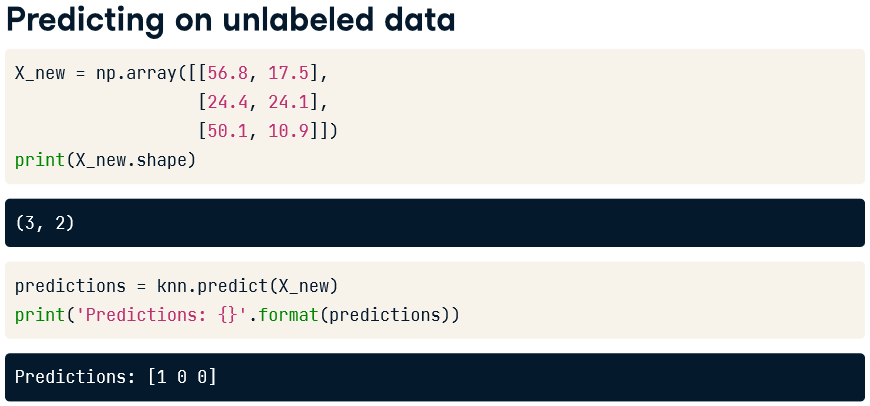 Predicting on unlabeled data
X_new = np.array([[56.8, 17.5],
[24.4, 24.1],
[50.1, 10.9]])
print(X_new.shape)
(3, 2)
predictions = knn.predict(X_new)
print('Predictions: {}'.format(predictions))
Predictions: [1 0 0]